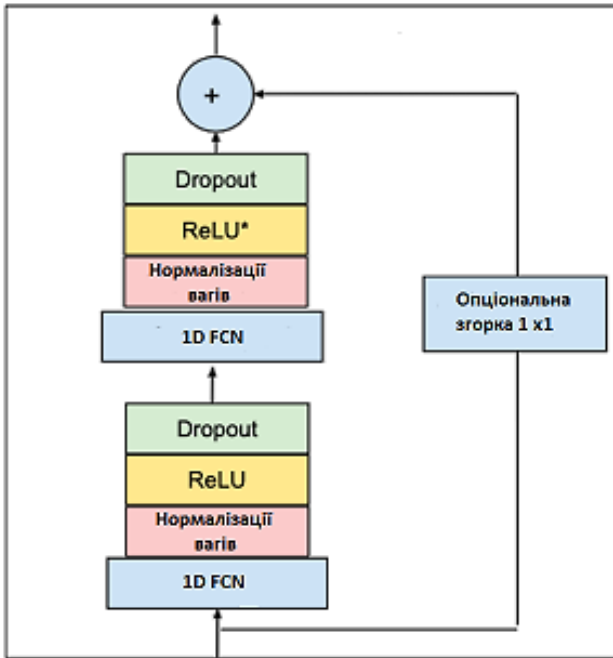 +
Dropout
ReLU*
Нормалізації
вагів
1D FCN
Опціональна
згорка 1 x1
Dropout
ReLU
Нормалізації
вагів
1D FCN